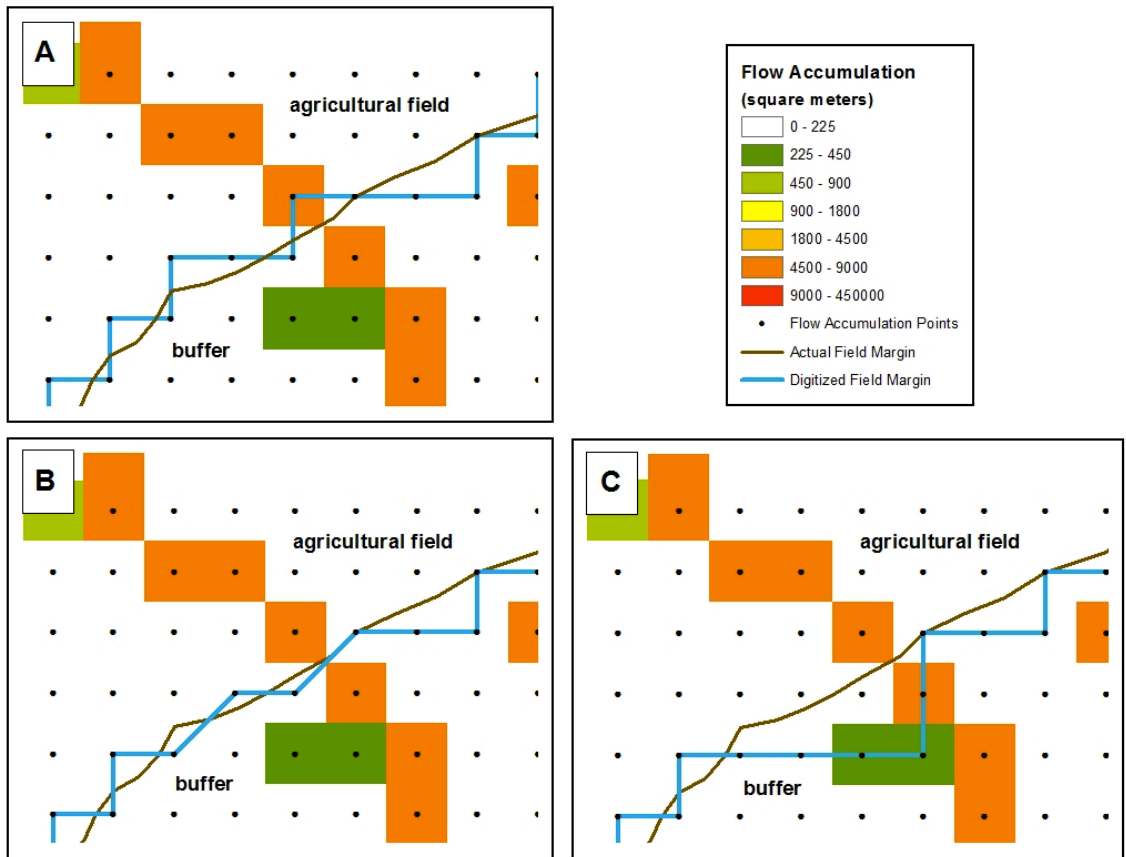 A
agricultural field
buffer
Flow Accumulation
(square meters)
0 - 225
225 - 450
450 - 900
900 - 1800
1800 - 4500
4500 - 9000
9000 - 450000
Flow Accumulation Points
Actual Field Margin
Digitized Field Margin
B
agricultural field
buffer
C
agricultural field
buffer